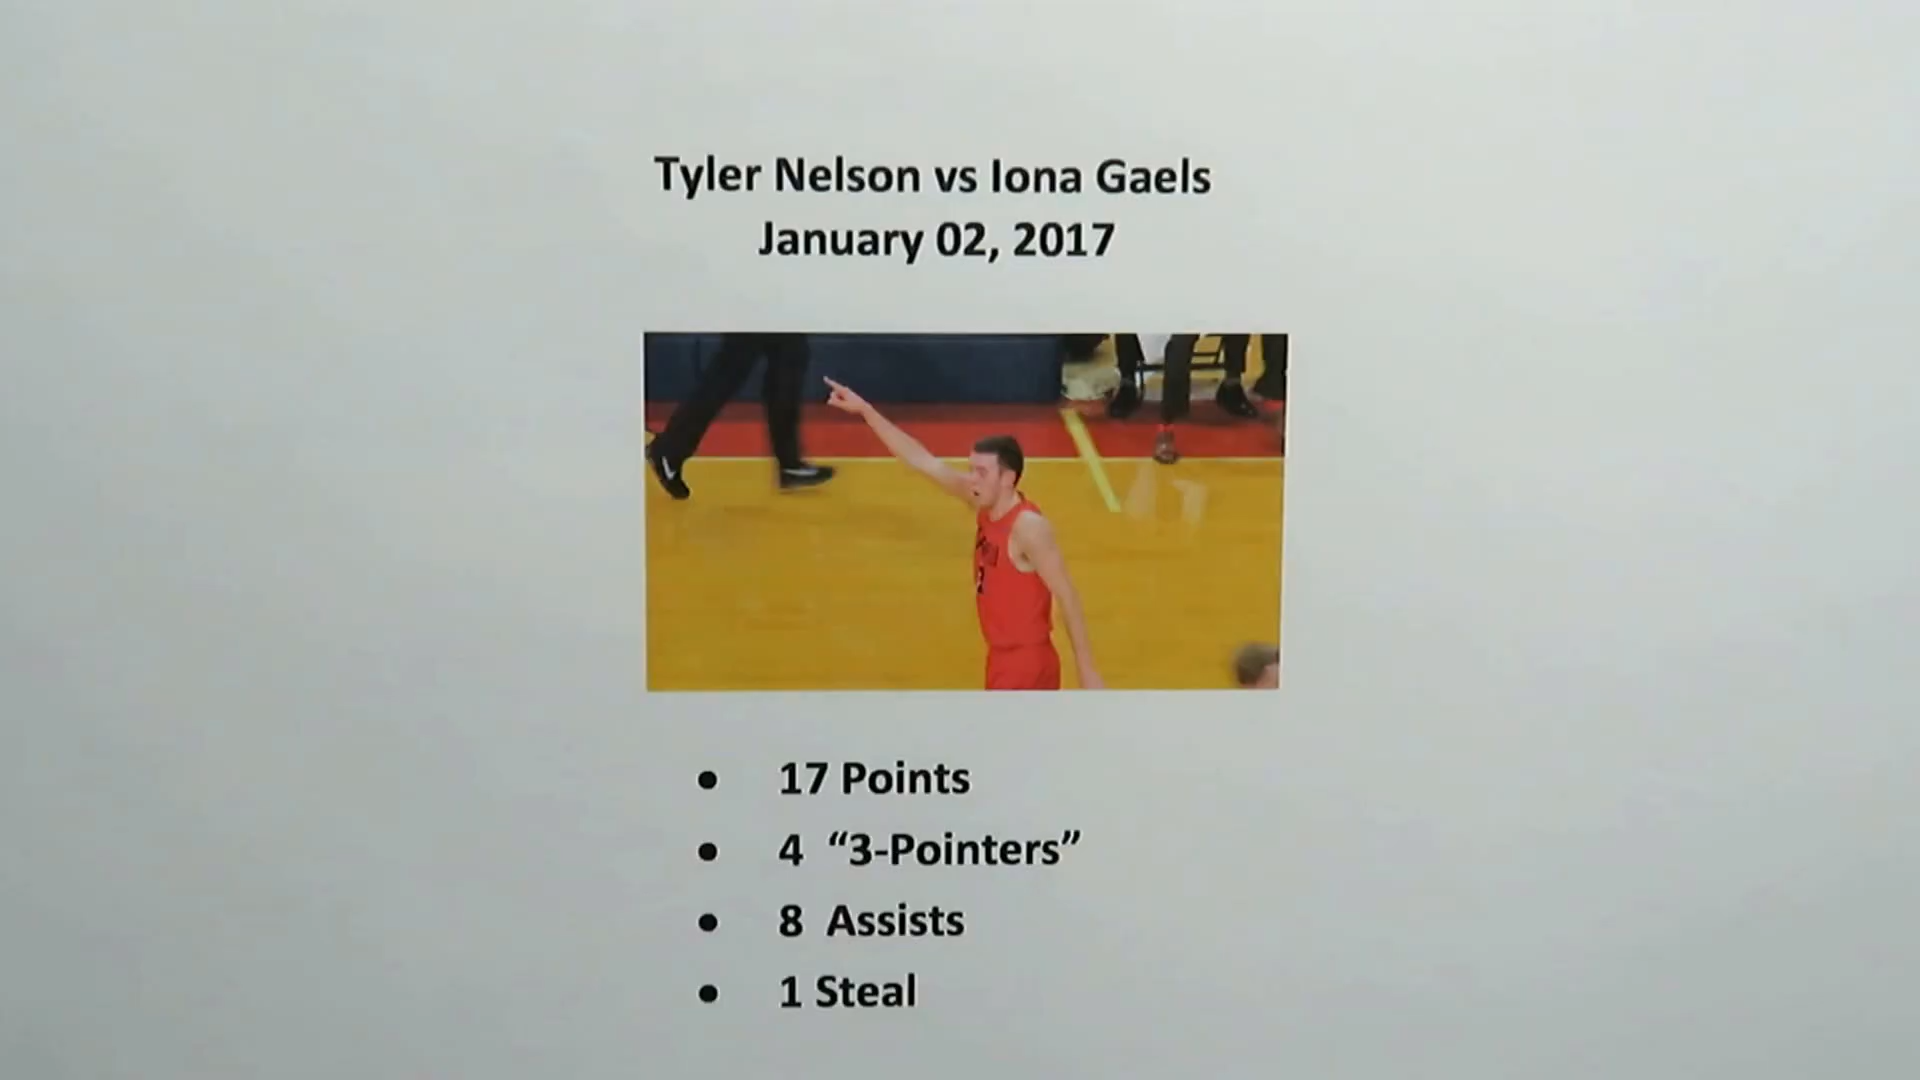 Tyler Nelson vs Iona Gaels
January 02, 2017
• 17 Points
• 4 “3-Pointers”
• 8 Assists
• 1 Steal